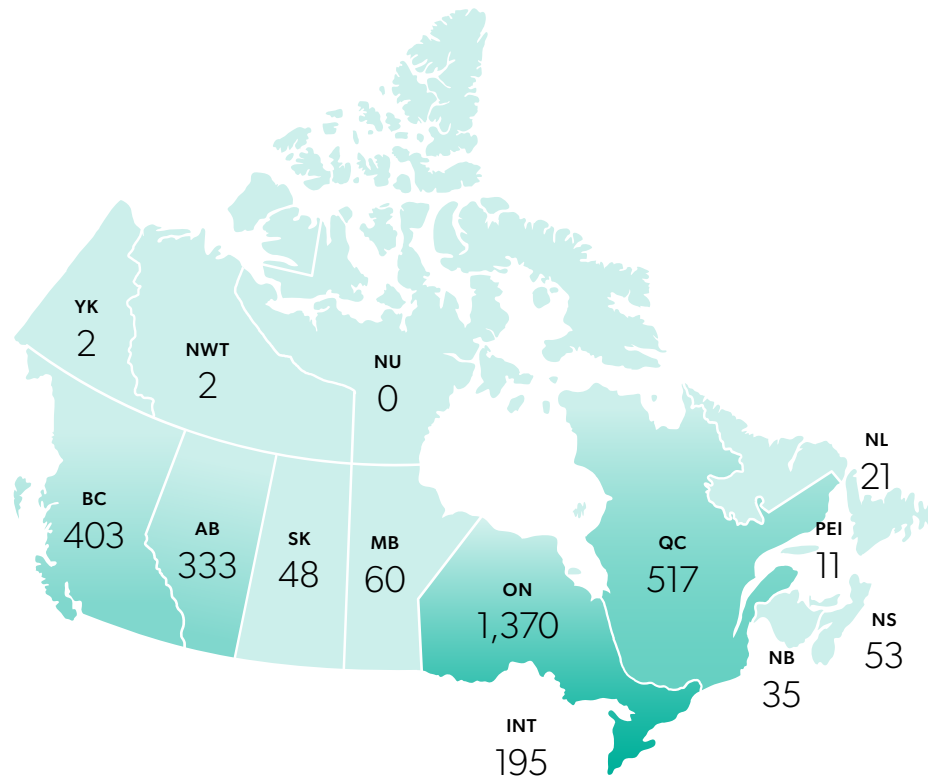 YK
2
NWT
2
NU
0
NL
21
BC
403
AB
333
SK
48
MB
60
ON
1,370
QC
517
PEI
11
NS
53
NB
35
INT
195